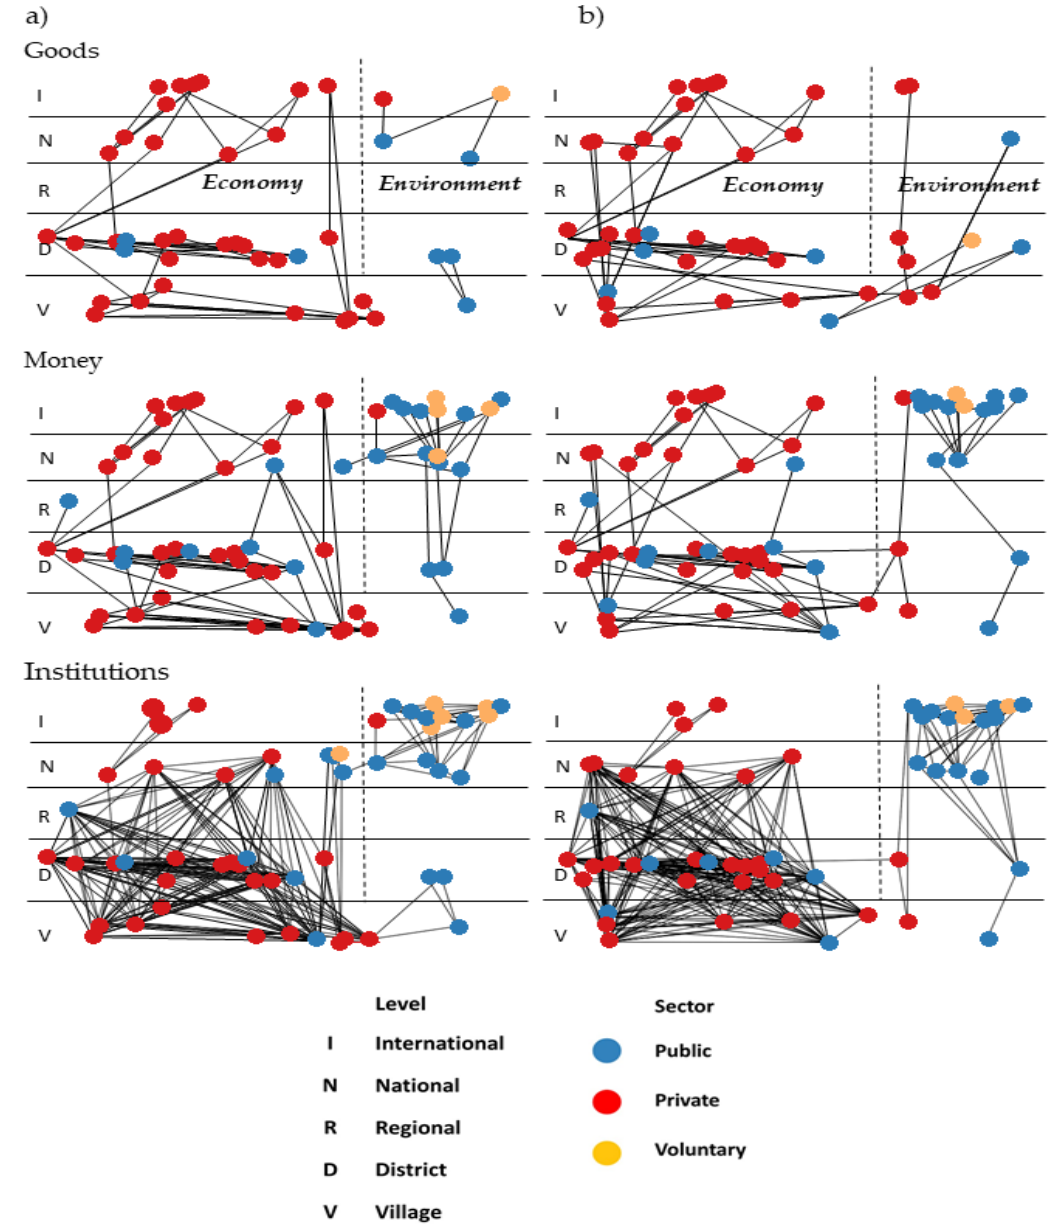 a) b)
Goods
I I
N N
R Economy Environment R Economy Environment
D D
V V
Money
I I
N N
R R
D D
V V
Institutions
I I
N N
R R
D D
V V
Level Sector
I International
Public
N National
Private
R Regional
Voluntary
D District
V Village